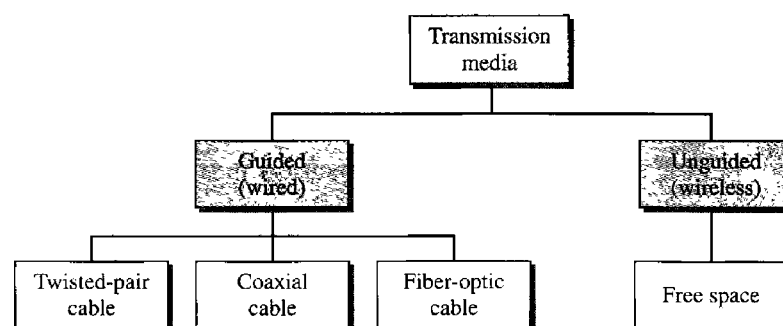 Transmission
media
Guided
(wired)
Unguided
(wireless)
Twisted-pair
cable
Coaxial
cable
Fiber-optic
cable
Free space